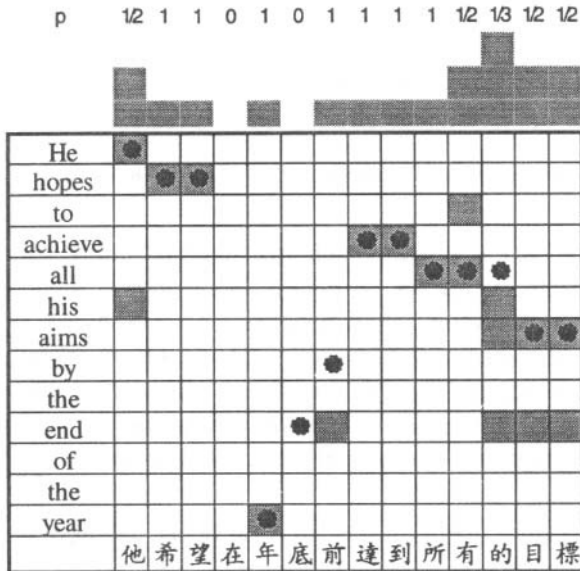 p 1/2 1 1 0 1 0 1 1 1 1 1/2 1/3 1/2 1/2
He
hopes
to
achieve
all
his
aims
by
the
end
of
the
year
他 希 望 在 年 底 前 達 到 所 有 的 目 標